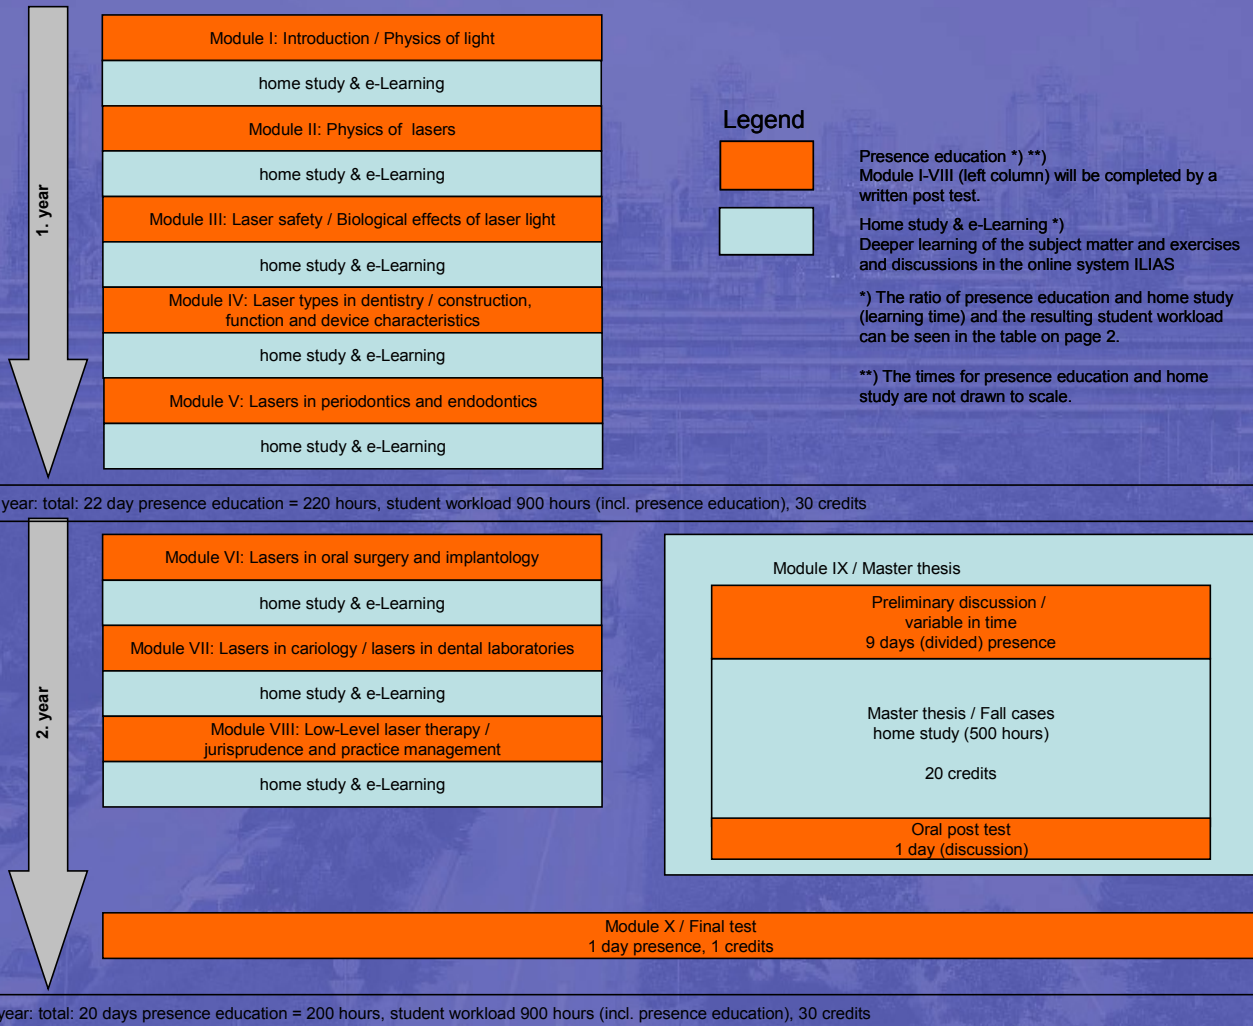 1. year
Module I: Introduction / Physics of light
home study & e-Learning
Module II: Physics of lasers
home study & e-Learning
Module III: Laser safety / Biological effects of laser light
home study & e-Learning
Module IV: Laser types in dentistry / construction,
function and device characteristics
home study & e-Learning
Module V: Lasers in periodontics and endodontics
home study & e-Learning
Legend
Presence education *) **)
Module I-VIII (left column) will be completed by a
written post test.
Home study & e-Learning *)
Deeper learning of the subject matter and exercises
and discussions in the online system ILIAS
*) The ratio of presence education and home study
(learning time) and the resulting student workload
can be seen in the table on page 2.
**) The times for presence education and home
study are not drawn to scale.
year: total: 22 day presence education = 220 hours, student workload 900 hours (incl. presence education), 30 credits
2. year
Module VI: Lasers in oral surgery and implantology
home study & e-Learning
Module VII: Lasers in cariology / lasers in dental laboratories
home study & e-Learning
Module VIII: Low-Level laser therapy /
jurisprudence and practice management
home study & e-Learning
Module IX / Master thesis
Preliminary discussion /
variable in time
9 days (divided) presence
Master thesis / Fall cases
home study (500 hours)
20 credits
Oral post test
1 day (discussion)
Module X / Final test
1 day presence, 1 credits
year: total: 20 days presence education = 200 hours, student workload 900 hours (incl. presence education), 30 credits